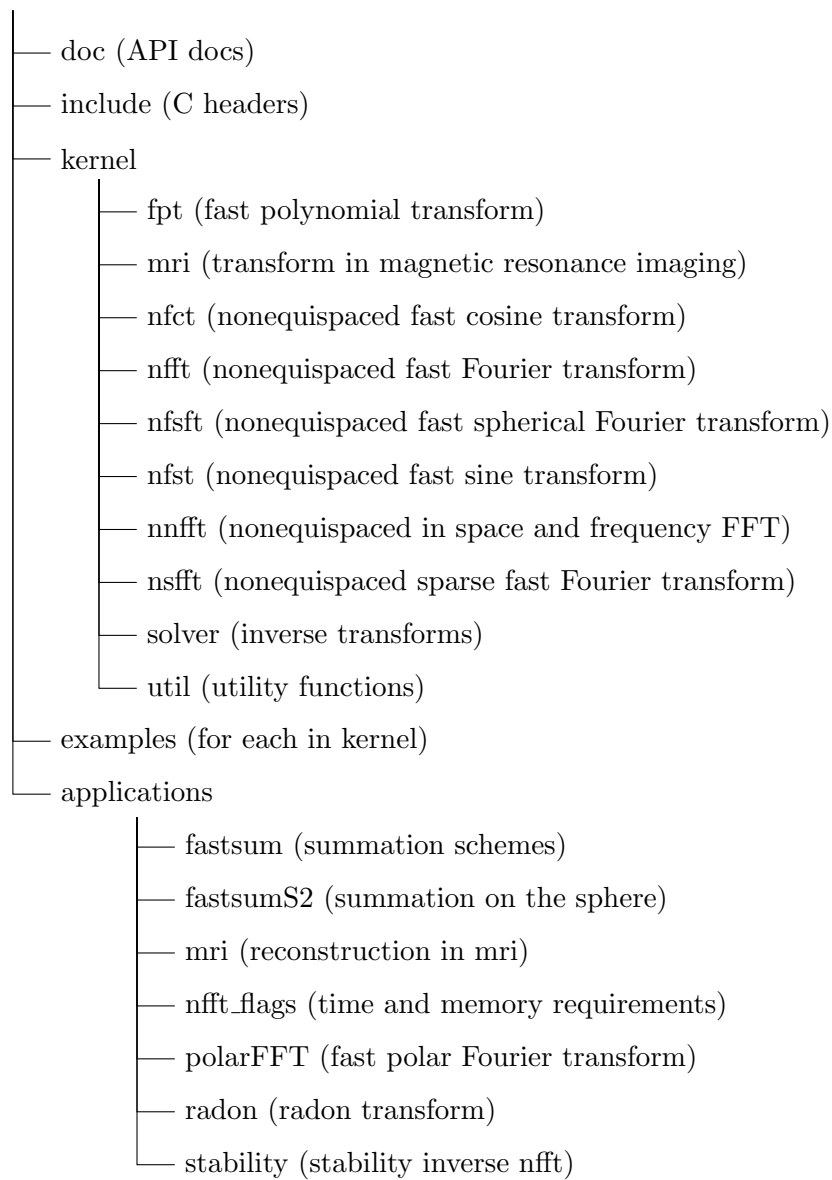 doc (API docs)
include (C headers)
kernel
fpt (fast polynomial transform)
mri (transform in magnetic resonance imaging)
nfct (nonequispaced fast cosine transform)
nfft (nonequispaced fast Fourier transform)
nfsft (nonequispaced fast spherical Fourier transform)
nfst (nonequispaced fast sine transform)
nnfft (nonequispaced in space and frequency FFT)
nsfft (nonequispaced sparse fast Fourier transform)
solver (inverse transforms)
util (utility functions)
examples (for each in kernel)
applications
fastsum (summation schemes)
fastsumS2 (summation on the sphere)
mri (reconstruction in mri)
nfft_flags (time and memory requirements)
polarFFT (fast polar Fourier transform)
radon (radon transform)
stability (stability inverse nfft)